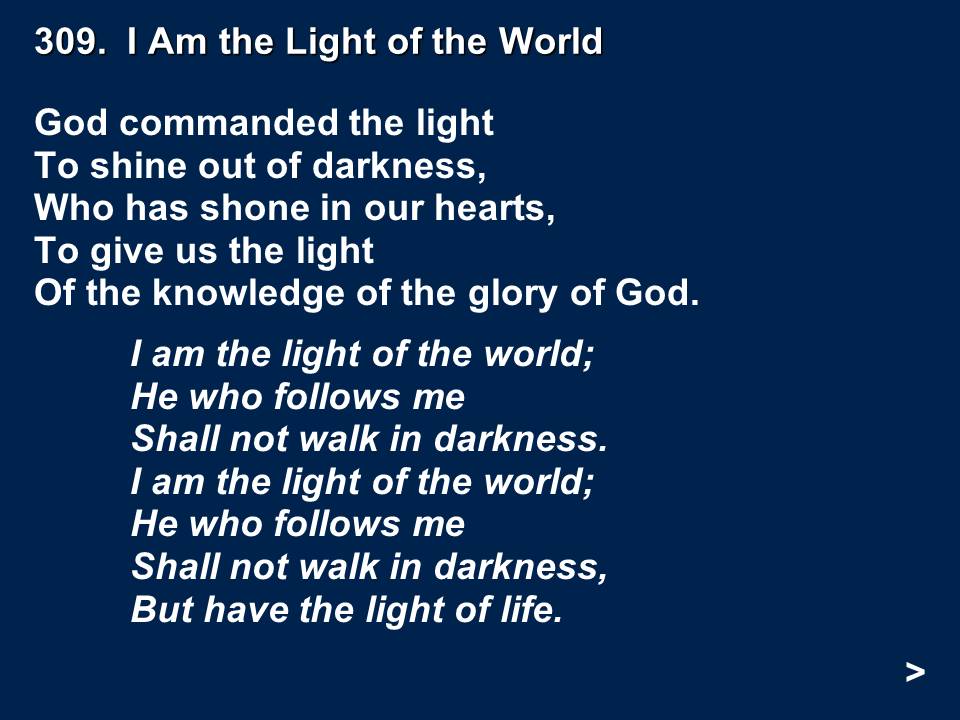 309. I Am the Light of the World
God commanded the light
To shine out of darkness,
Who has shone in our hearts,
To give us the light
Of the knowledge of the glory of God.
I am the light of the world;
He who follows me
Shall not walk in darkness.
I am the light of the world;
He who follows me
Shall not walk in darkness,
But have the light of life.
>